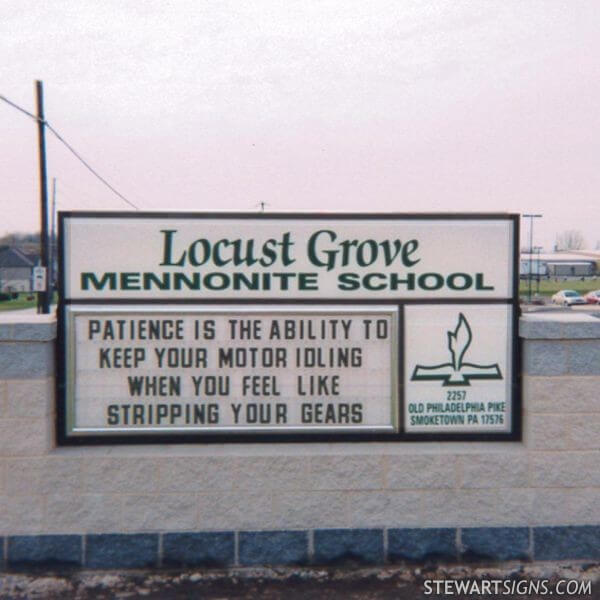 Locust Grove
MENNONITE SCHOOL
PATIENCE IS THE ABILITY TO
KEEP YOUR MOTOR IDLING
WHEN YOU FEEL LIKE
STRIPPING YOUR GEARS
2257
OLD PHILADELPHIA PIKE
SMOKETOWN PA 17576
STEWARTSIGNS.COM